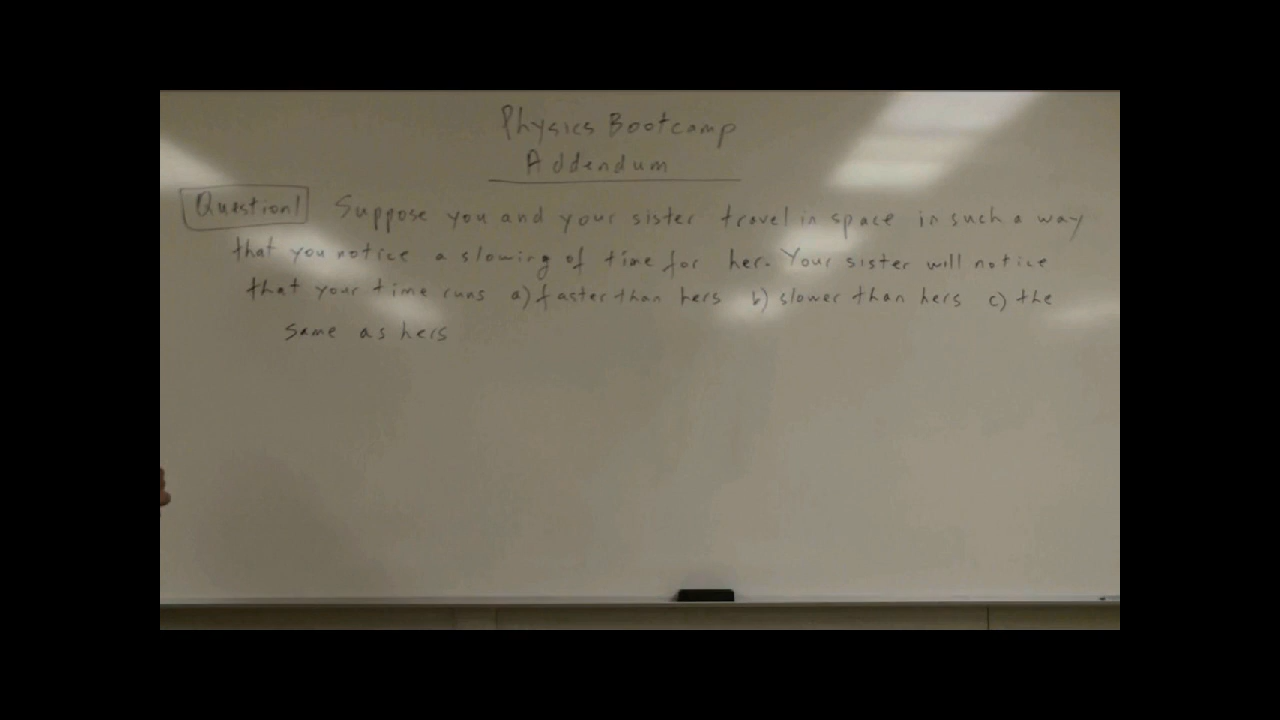 Physics Bootcamp
Addendum
Question 1 Suppose you and your sister travel in space in such a way
that you notice a slowing of time for her. Your sister will notice
that your time runs a) faster than hers b) slower than hers c) the
same as hers